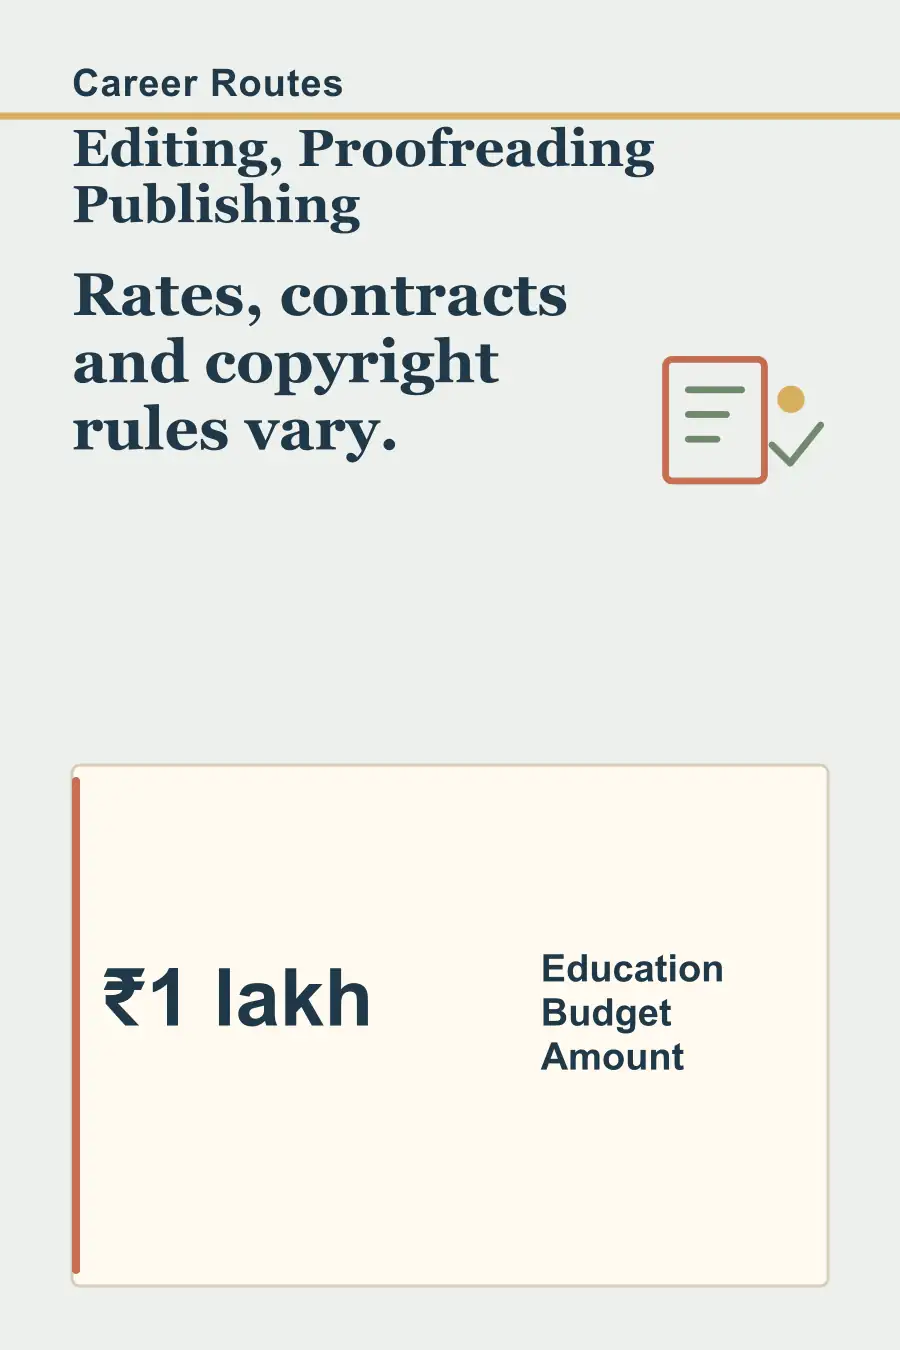 Career Routes
Editing, Proofreading
Publishing
Rates, contracts
and copyright
rules vary.
₹1 lakh
Education
Budget
Amount